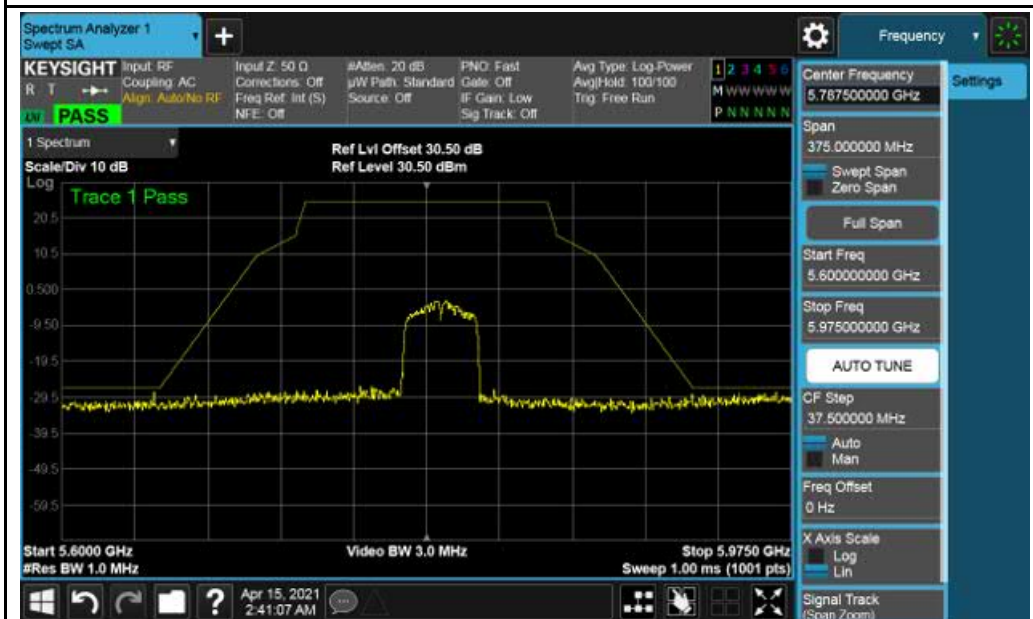 Spectrum Analyzer 1
Swept SA
+
Frequency
KEYSIGHT
R T
PASS
Input: RF
Coupling: AC
Align: Auto/No RF
Input Z: 50 Ω
Corrections: Off
Freq Ref: Int (S)
NFE: Off
#Atten: 20 dB
µW Path: Standard
Source: Off
PNO: Fast
Gate: Off
IF Gain: Low
Sig Track: Off
Avg Type: Log-Power
Avg|Hold: 100/100
Trig: Free Run
1 2 3 4 5 6
M W W W W W
P N N N N N
1 Spectrum
Scale/Div 10 dB
Ref Lvl Offset 30.50 dB
Ref Level 30.50 dBm
Log
Trace 1 Pass
20.5
10.5
0.500
-9.50
-19.5
-29.5
-39.5
-49.5
-59.5
Start 5.6000 GHz
#Res BW 1.0 MHz
Video BW 3.0 MHz
Stop 5.9750 GHz
Sweep 1.00 ms (1001 pts)
?
Apr 15, 2021
2:41:07 AM
Center Frequency
5.787500000 GHz
Settings
Span
375.000000 MHz
Swept Span
Zero Span
Full Span
Start Freq
5.600000000 GHz
Stop Freq
5.975000000 GHz
AUTO TUNE
CF Step
37.500000 MHz
Auto
Man
Freq Offset
0 Hz
X Axis Scale
Log
Lin
Signal Track
(Span Zoom)